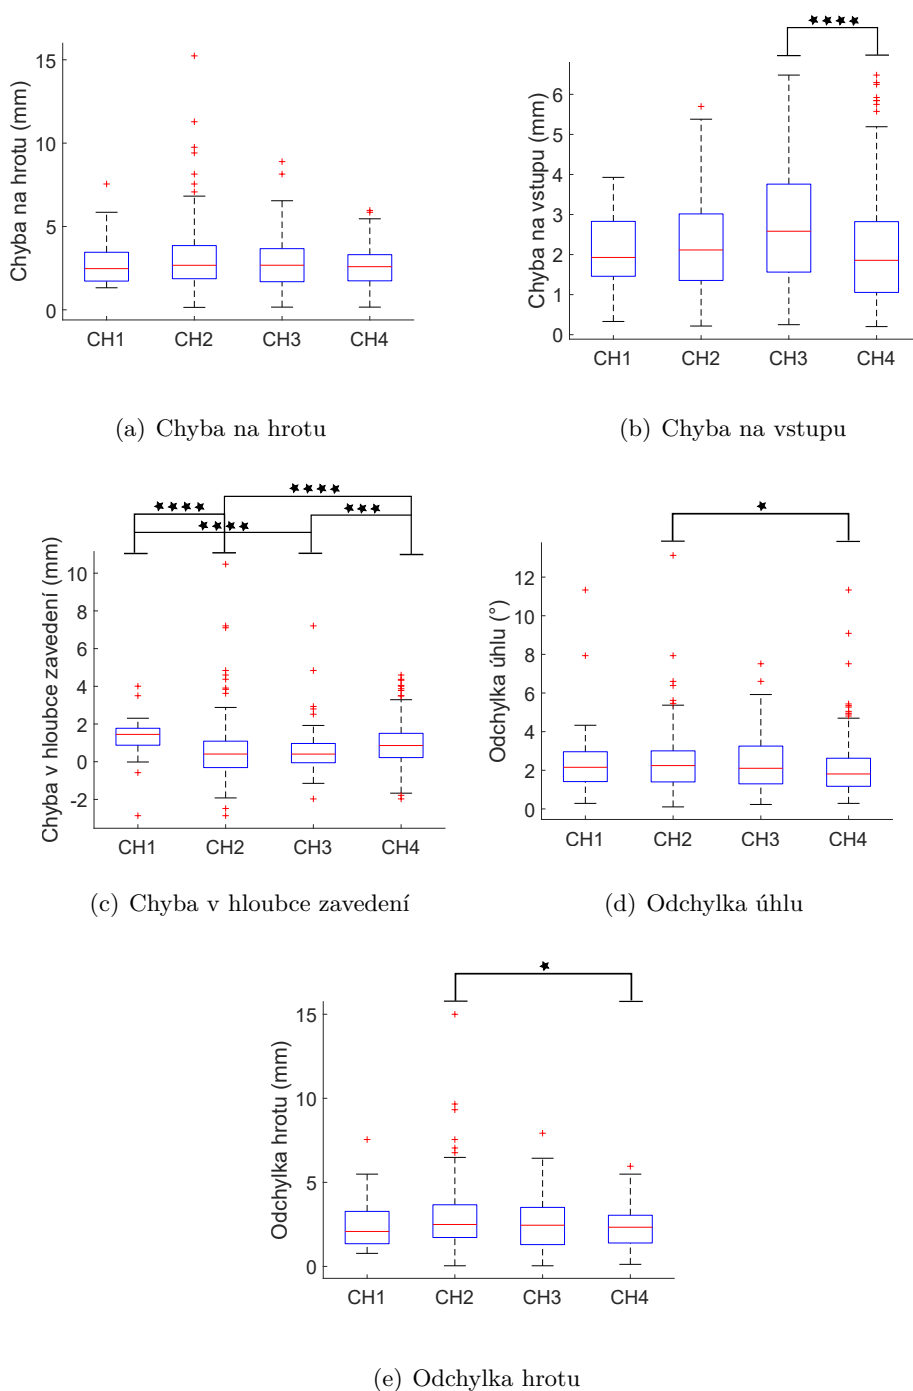 Chyba na hrotu (mm)
15
10
5
0
CH1 CH2 CH3 CH4
(a) Chyba na hrotu
★★★★
Chyba na vstupu (mm)
6
5
4
3
2
1
0
CH1 CH2 CH3 CH4
(b) Chyba na vstupu
★★★★
★★★★ ★★★
★★★★
Chyba v hloubce zavedení (mm)
10
8
6
4
2
0
-2
CH1 CH2 CH3 CH4
(c) Chyba v hloubce zavedení
★
Odchylka úhlu (°)
12
10
8
6
4
2
0
CH1 CH2 CH3 CH4
(d) Odchylka úhlu
★
Odchylka hrotu (mm)
15
10
5
0
CH1 CH2 CH3 CH4
(e) Odchylka hrotu